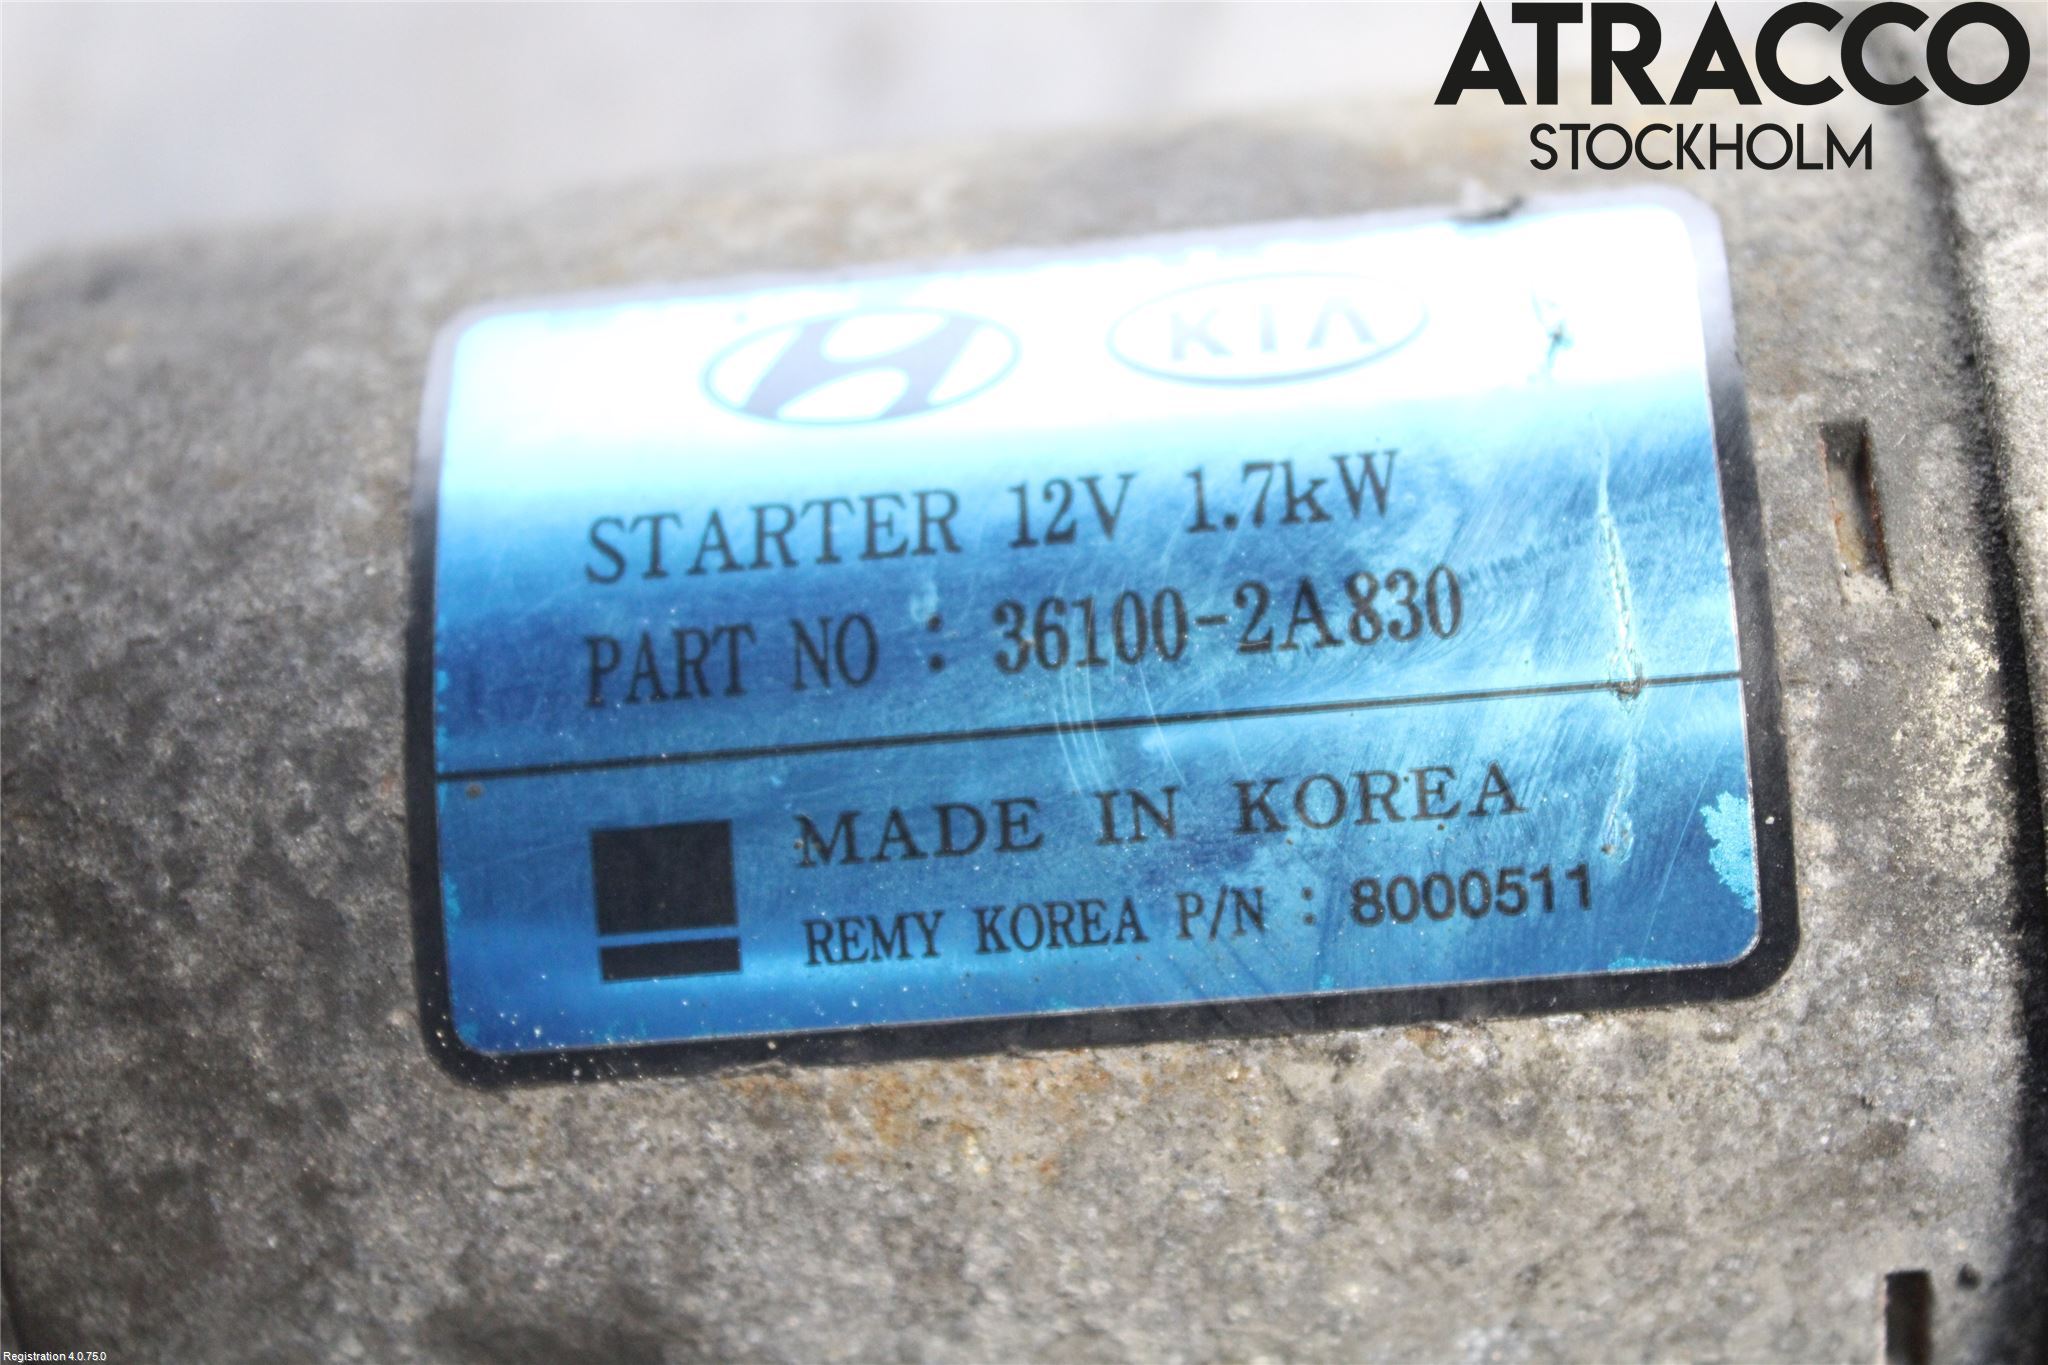 ATRACCO
STOCKHOLM
KIA
STARTER 12V 1.7kW
PART NO : 36100-2A830
MADE IN KOREA
REMY KOREA P/N : 8000511
Registration 4.0.75.0